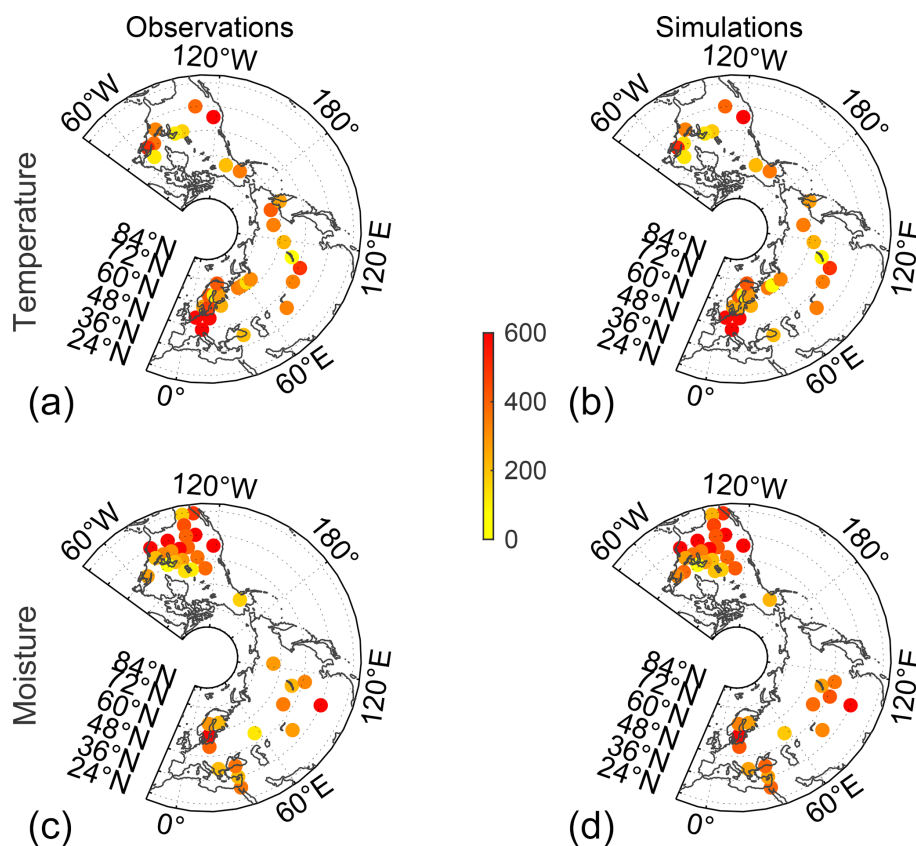 Observations
Simulations
120°W
120°W
60°W
180°
60°W
180°
Temperature
84°N
72°N
60°N
48°N
36°N
24°N
120°E
84°N
72°N
60°N
48°N
36°N
24°N
120°E
0°
60°E
0°
60°E
(a)
(b)
600
400
200
0
120°W
120°W
60°W
180°
60°W
180°
Moisture
84°N
72°N
60°N
48°N
36°N
24°N
120°E
84°N
72°N
60°N
48°N
36°N
24°N
120°E
0°
60°E
0°
60°E
(c)
(d)